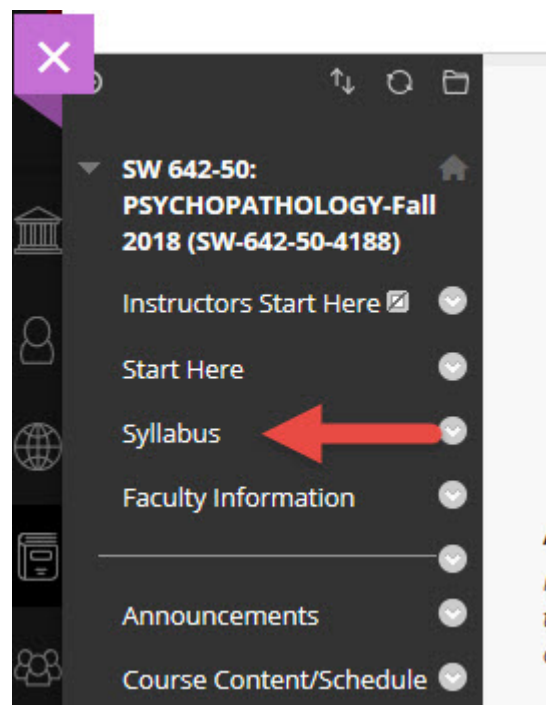 SW 642-50:
PSYCHOPATHOLOGY-Fall
2018 (SW-642-50-4188)
Instructors Start Here
Start Here
Syllabus
Faculty Information
Announcements
Course Content/Schedule